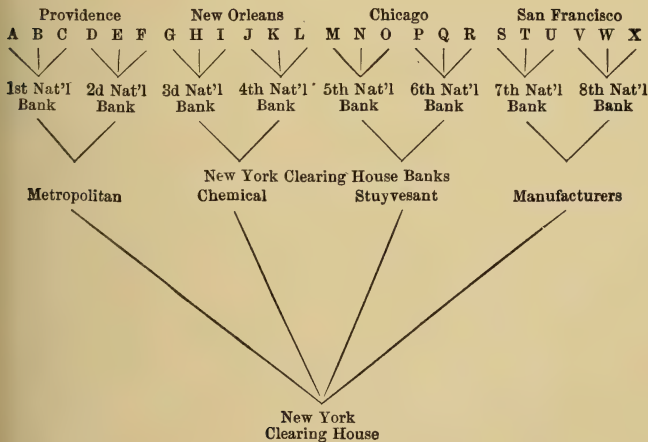 Providence New Orleans Chicago San Francisco
A B C D E F G H I J K L M N O P Q R S T U V W X
1st Nat'l 2d Nat'l 3d Nat'l 4th Nat'l 5th Nat'l 6th Nat'l 7th Nat'l 8th Nat'l
Bank Bank Bank Bank Bank Bank Bank Bank
New York Clearing House Banks
Metropolitan Chemical Stuyvesant Manufacturers
New York
Clearing House